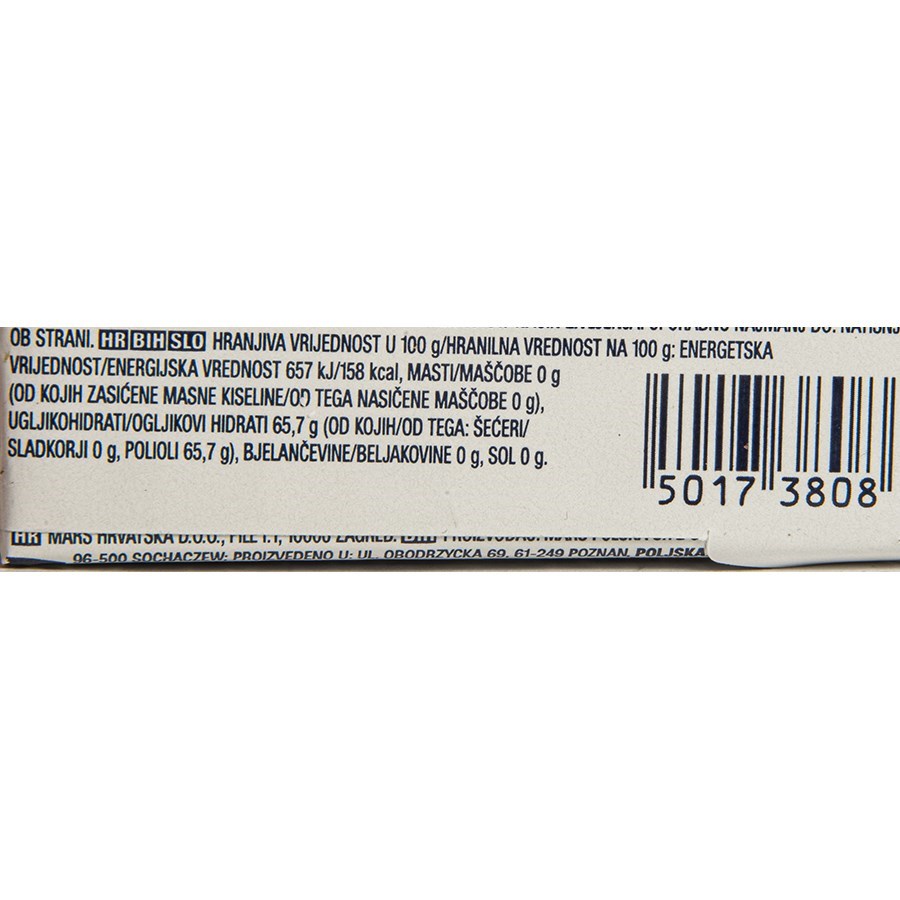 OB STRANI. HR BIH SLO HRANJIVA VRIJEDNOST U 100 g/HRANILNA VREDNOST NA 100 g: ENERGETSKA
VRIJEDNOST/ENERGIJSKA VREDNOST 657 kJ/158 kcal, MASTI/MAŠČOBE 0 g
(OD KOJIH ZASIĆENE MASNE KISELINE/OD TEGA NASIČENE MAŠČOBE 0 g),
UGLJIKOHIDRATI/OGLJIKOVI HIDRATI 65,7 g (OD KOJIH/OD TEGA: ŠEĆERI/
SLADKORJI 0 g, POLIOLI 65,7 g), BJELANČEVINE/BELJAKOVINE 0 g, SOL 0 g.
5017 3808
HR MARS HRVATSKA D.O.O., 10000 ZAGREB.
96-500 SOCHACZEW; PROIZVEDENO U: UL. OBODRZYCKA 69, 61-249 POZNAN, POLJSKA